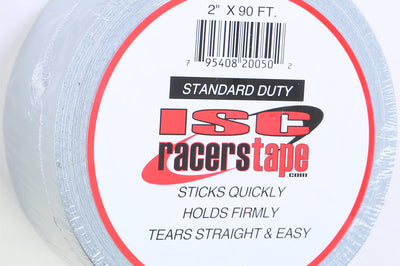 2" X 90 FT.
7 95408 20050 2
STANDARD DUTY
ISC
racerstape
.com
STICKS QUICKLY
HOLDS FIRMLY
TEARS STRAIGHT & EASY